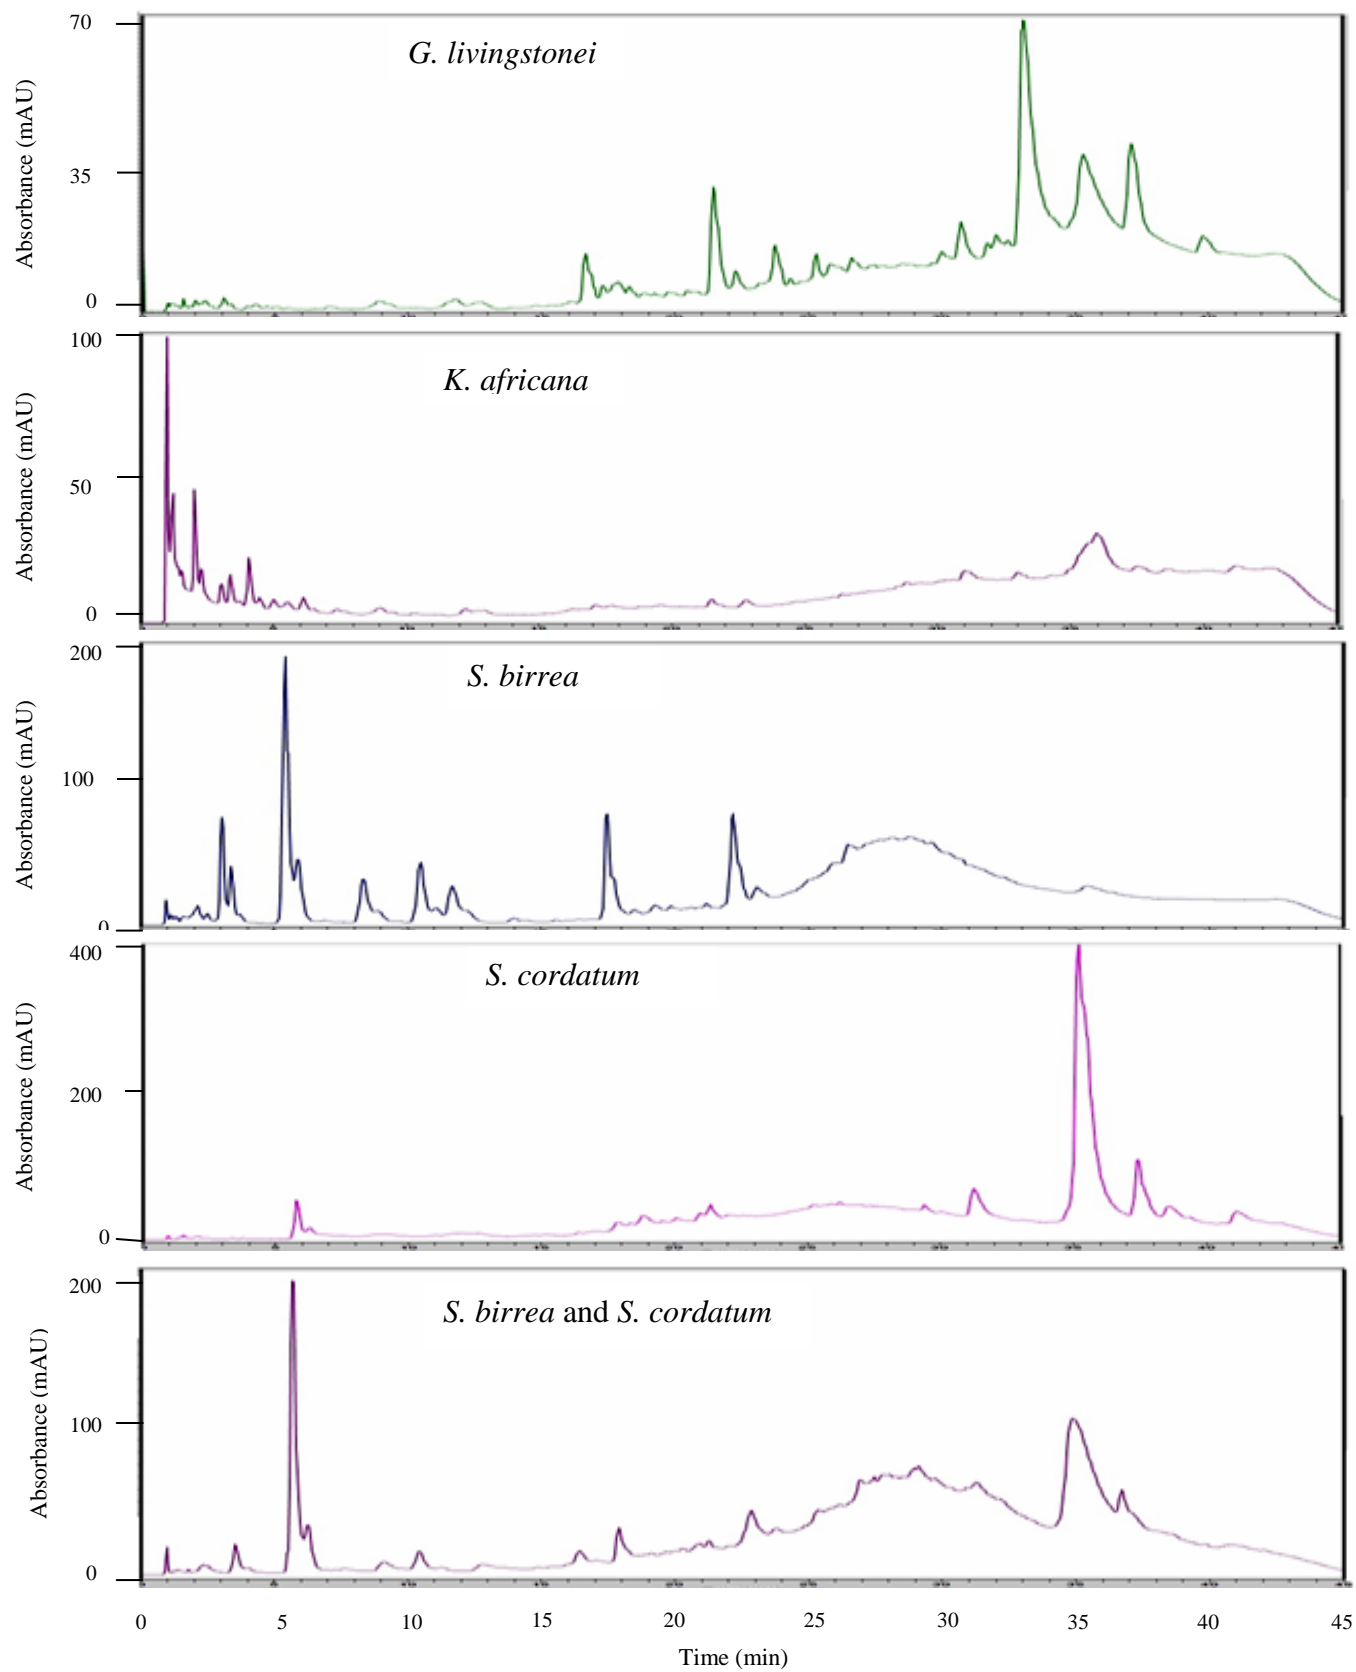 70
G. livingstonei
Absorbance (mAU)
35
0
100
K. africana
Absorbance (mAU)
50
0
200
S. birrea
Absorbance (mAU)
100
0
400
S. cordatum
Absorbance (mAU)
200
0
200
S. birrea and S. cordatum
Absorbance (mAU)
100
0
0 5 10 15 20 25 30 35 40 45
Time (min)